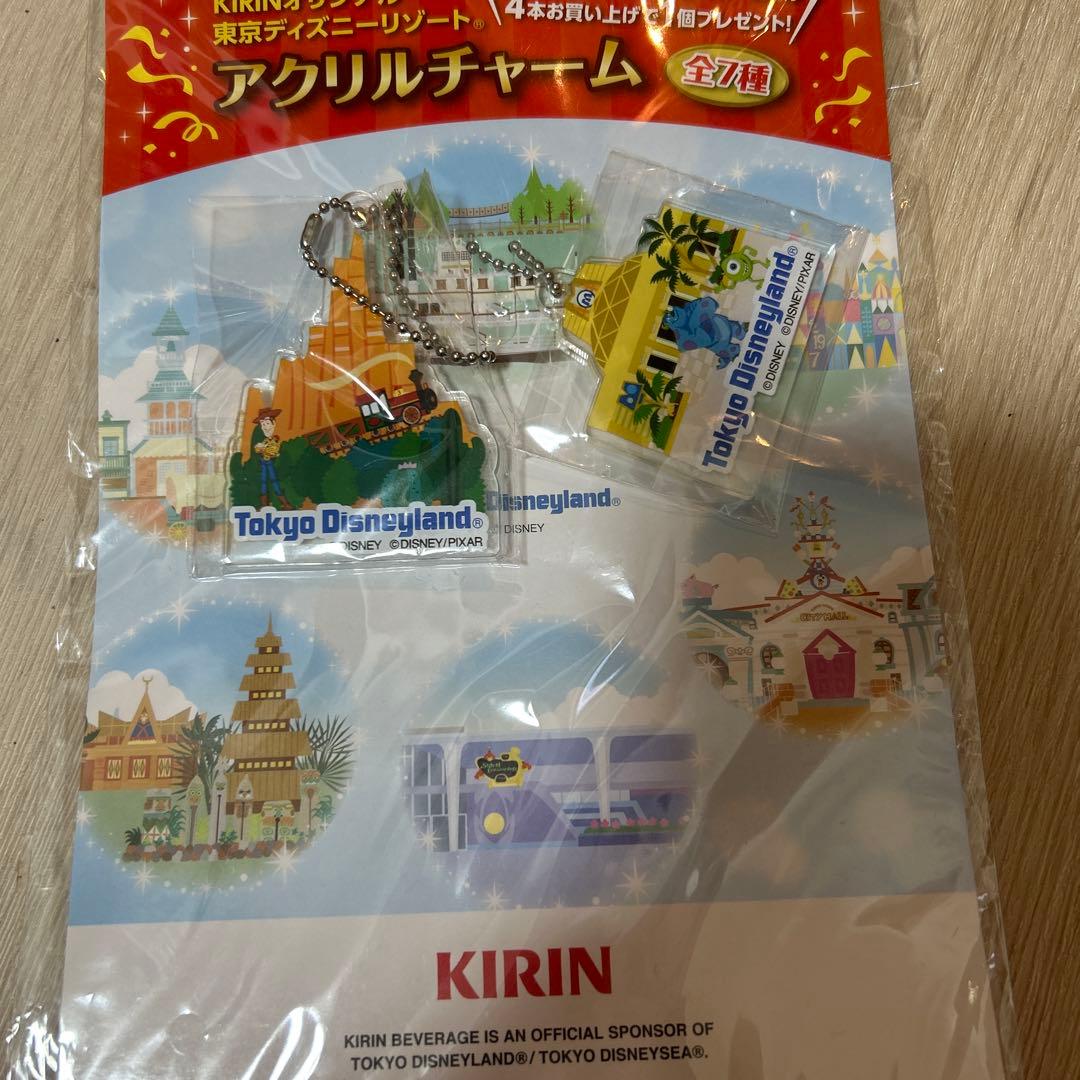 KIRINオリジナル
4本お買い上げで1個プレゼント!
東京ディズニーリゾート®
アクリルチャーム
全7種
Tokyo Disneyland®
DISNEY ©DISNEY/PIXAR
Tokyo Disneyland®
©DISNEY ©DISNEY/PIXAR
Disneyland®
DISNEY
CITY HALL
KIRIN
KIRIN BEVERAGE IS AN OFFICIAL SPONSOR OF
TOKYO DISNEYLAND®/ TOKYO DISNEYSEA®.